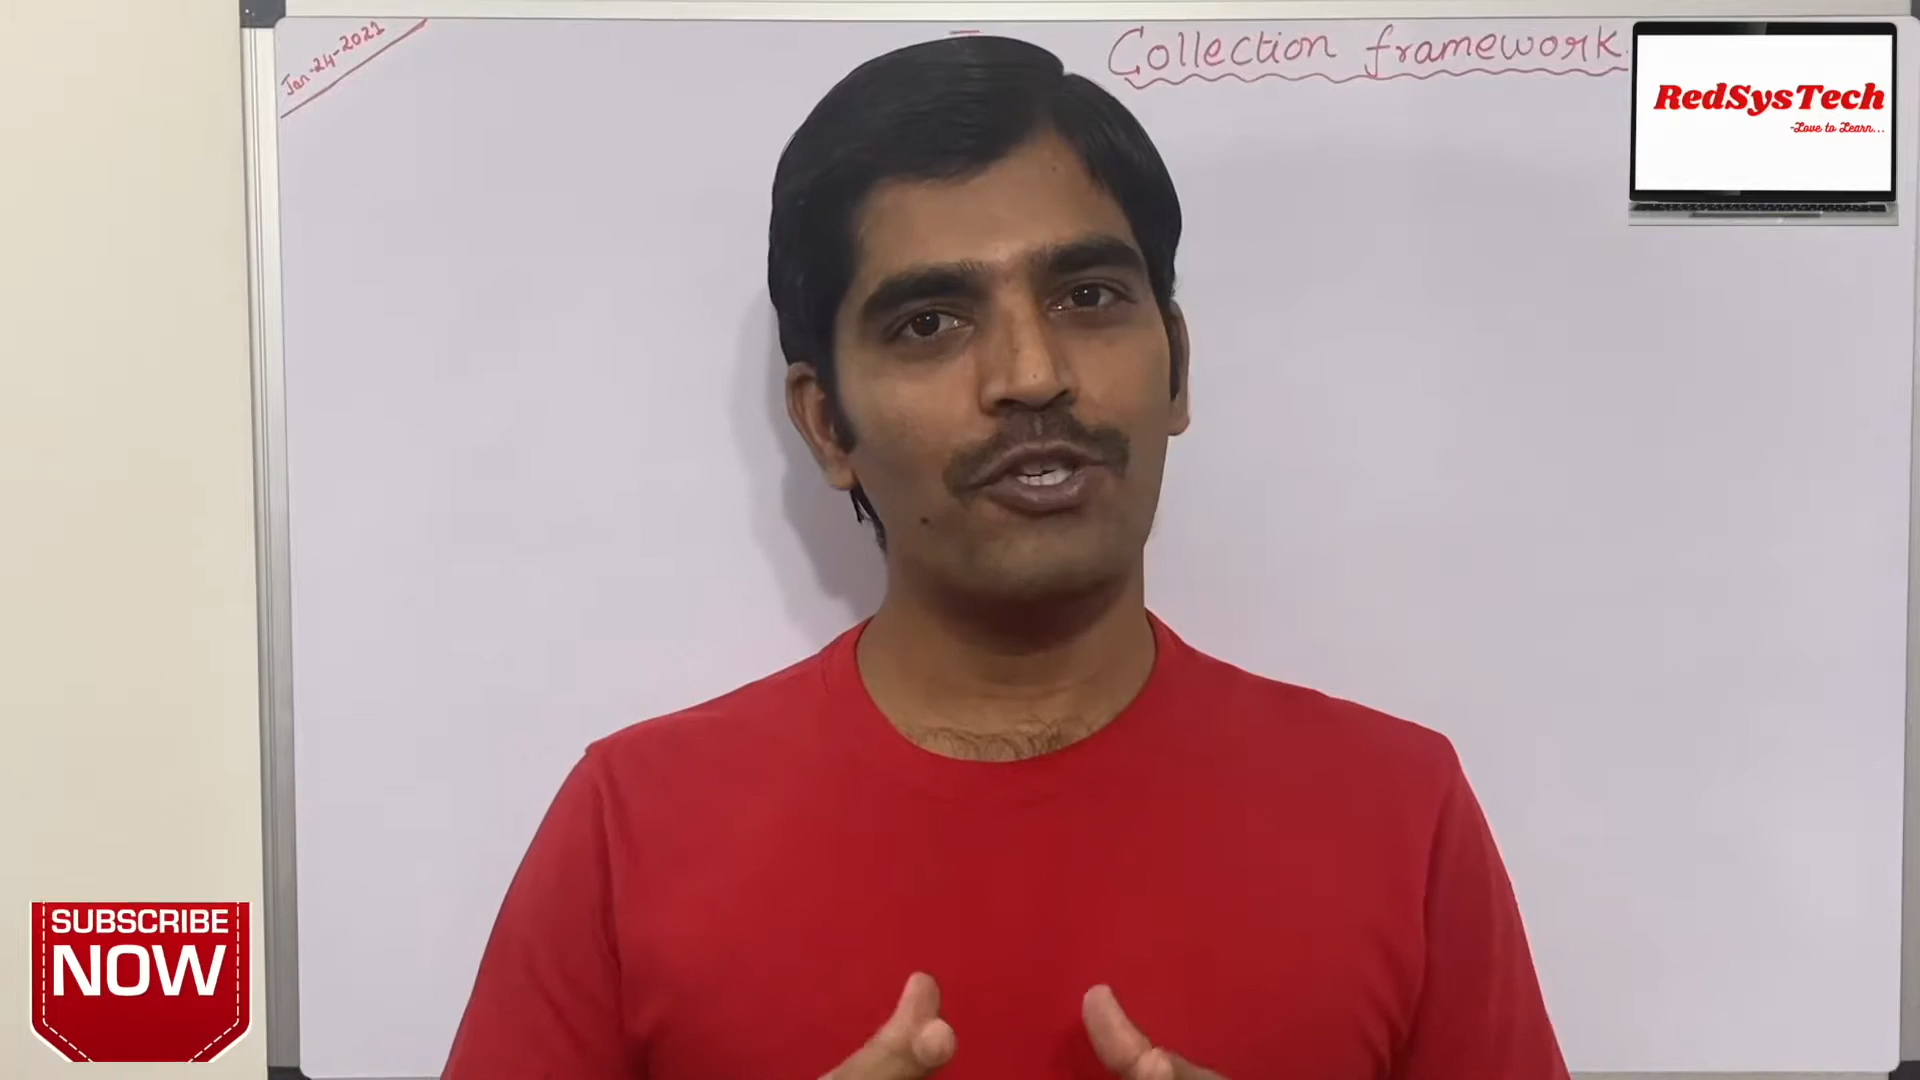 Jan-24-2021
Collection framework.
RedSysTech
-Love to Learn...
SUBSCRIBE
NOW